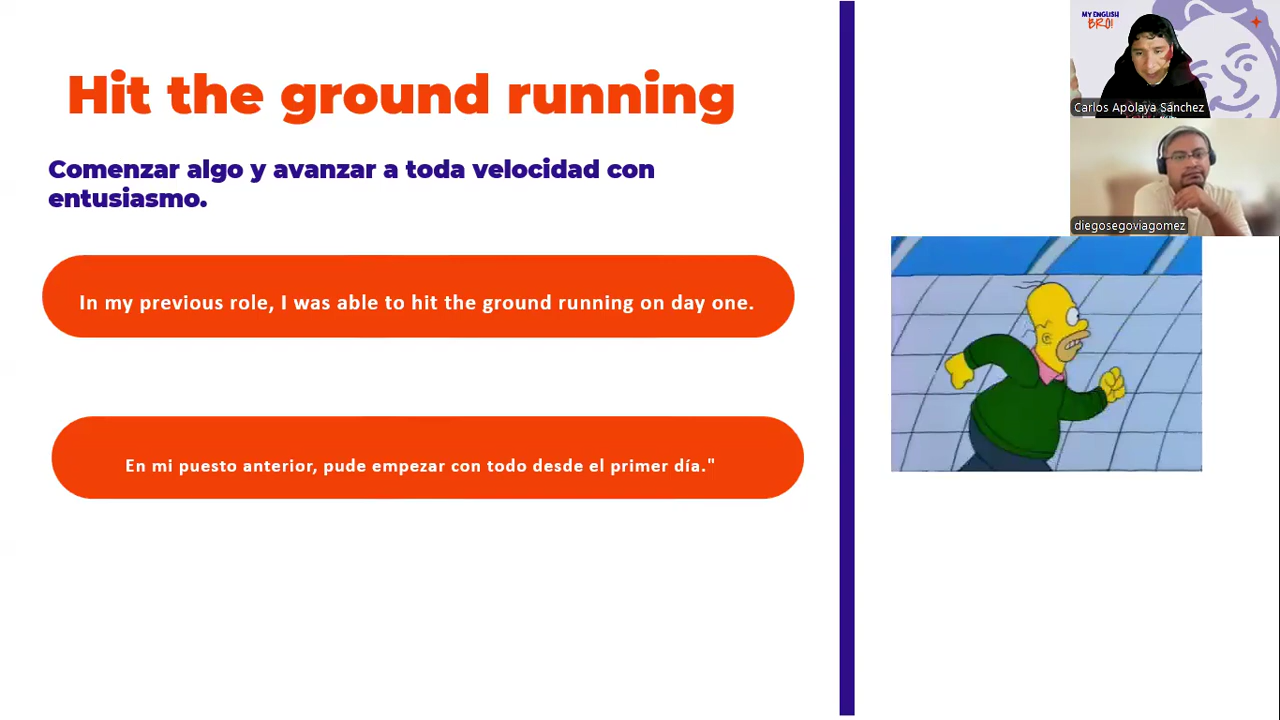 Hit the ground running
Comenzar algo y avanzar a toda velocidad con
entusiasmo.
In my previous role, I was able to hit the ground running on day one.
En mi puesto anterior, pude empezar con todo desde el primer día."
MY ENGLISH
BRO!
Carlos Apolaya Sánchez
diegosegoviagomez